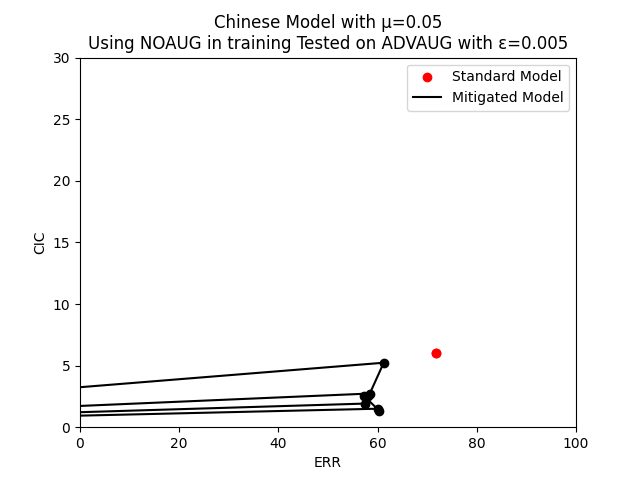 Chinese Model with μ=0.05
Using NOAUG in training Tested on ADVAUG with ε=0.005
Standard Model
Mitigated Model
CIC
30
25
20
15
10
5
0
0 20 40 60 80 100
ERR